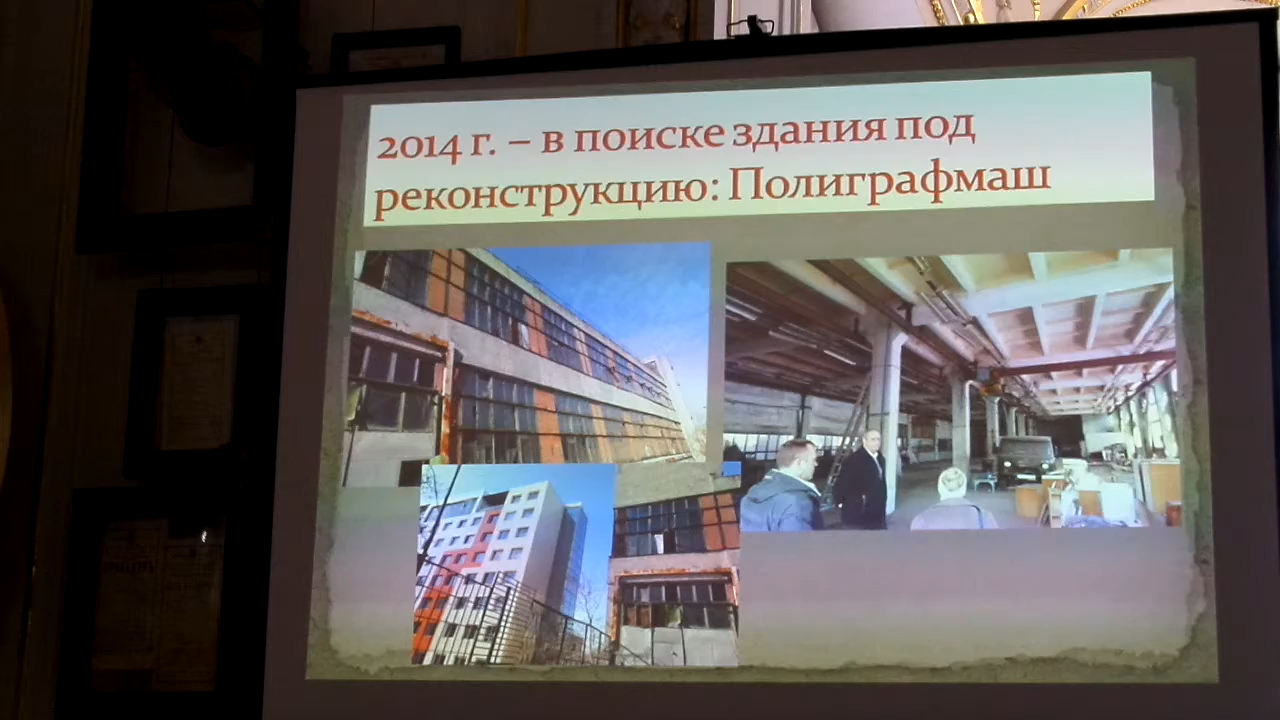 2014 г. – в поиске здания под
реконструкцию: Полиграфмаш